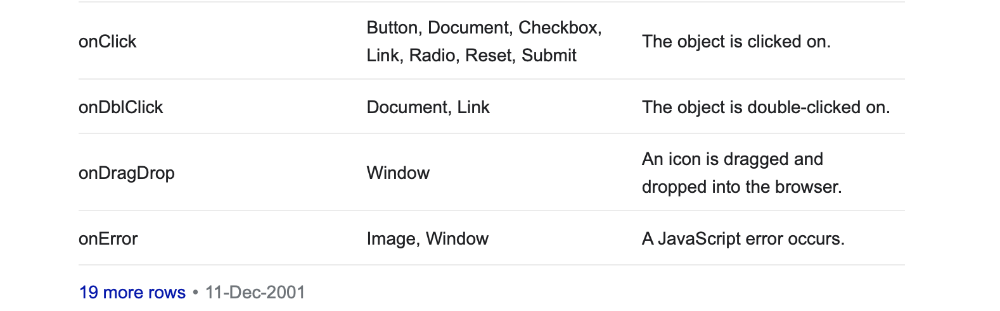 onClick
Button, Document, Checkbox,
Link, Radio, Reset, Submit
The object is clicked on.
onDblClick
Document, Link
The object is double-clicked on.
onDragDrop
Window
An icon is dragged and
dropped into the browser.
onError
Image, Window
A JavaScript error occurs.
19 more rows • 11-Dec-2001